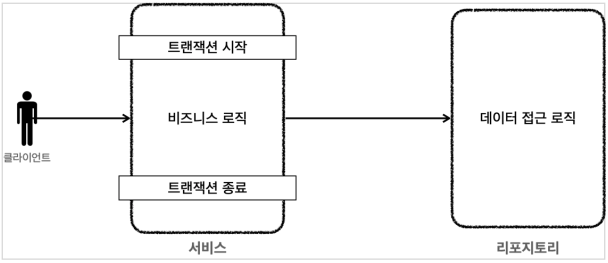 트랜잭션 시작
비즈니스 로직
데이터 접근 로직
클라이언트
트랜잭션 종료
서비스
리포지토리